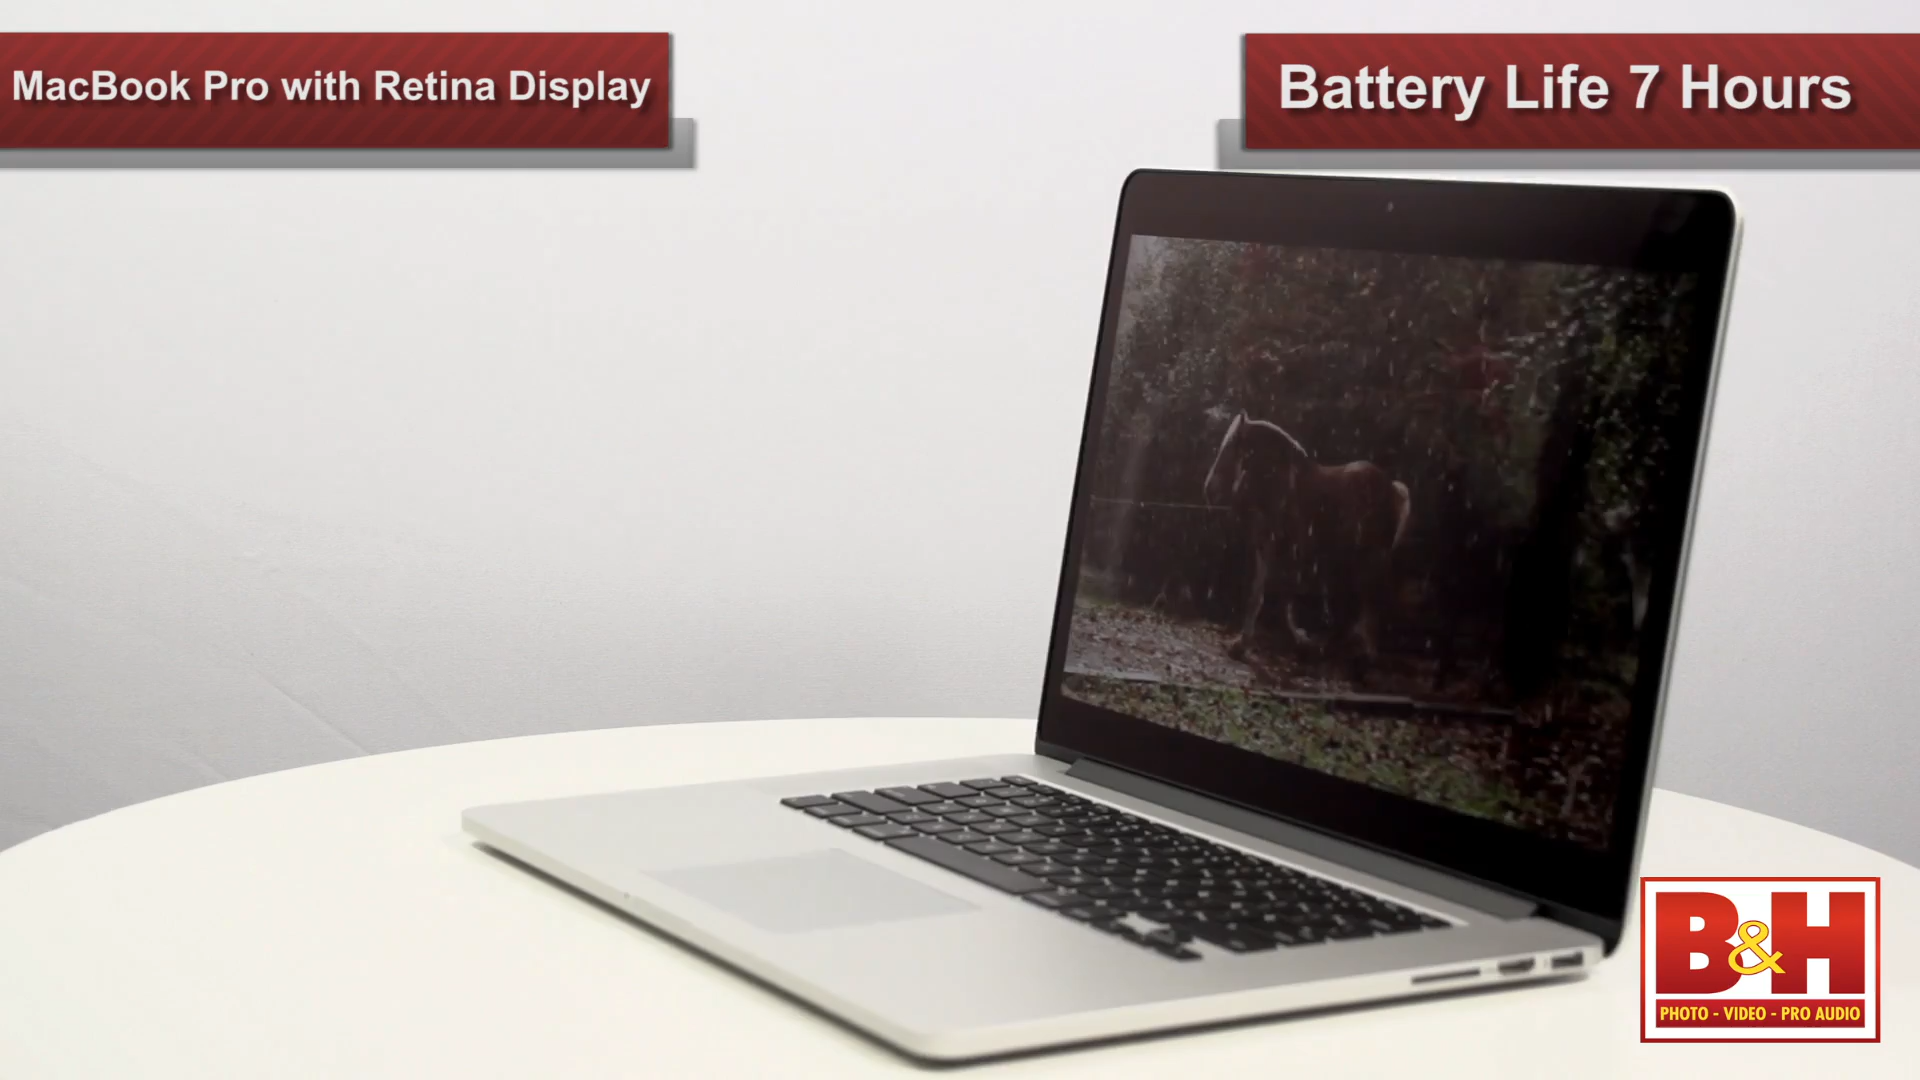 MacBook Pro with Retina Display
Battery Life 7 Hours
B&H
PHOTO - VIDEO - PRO AUDIO